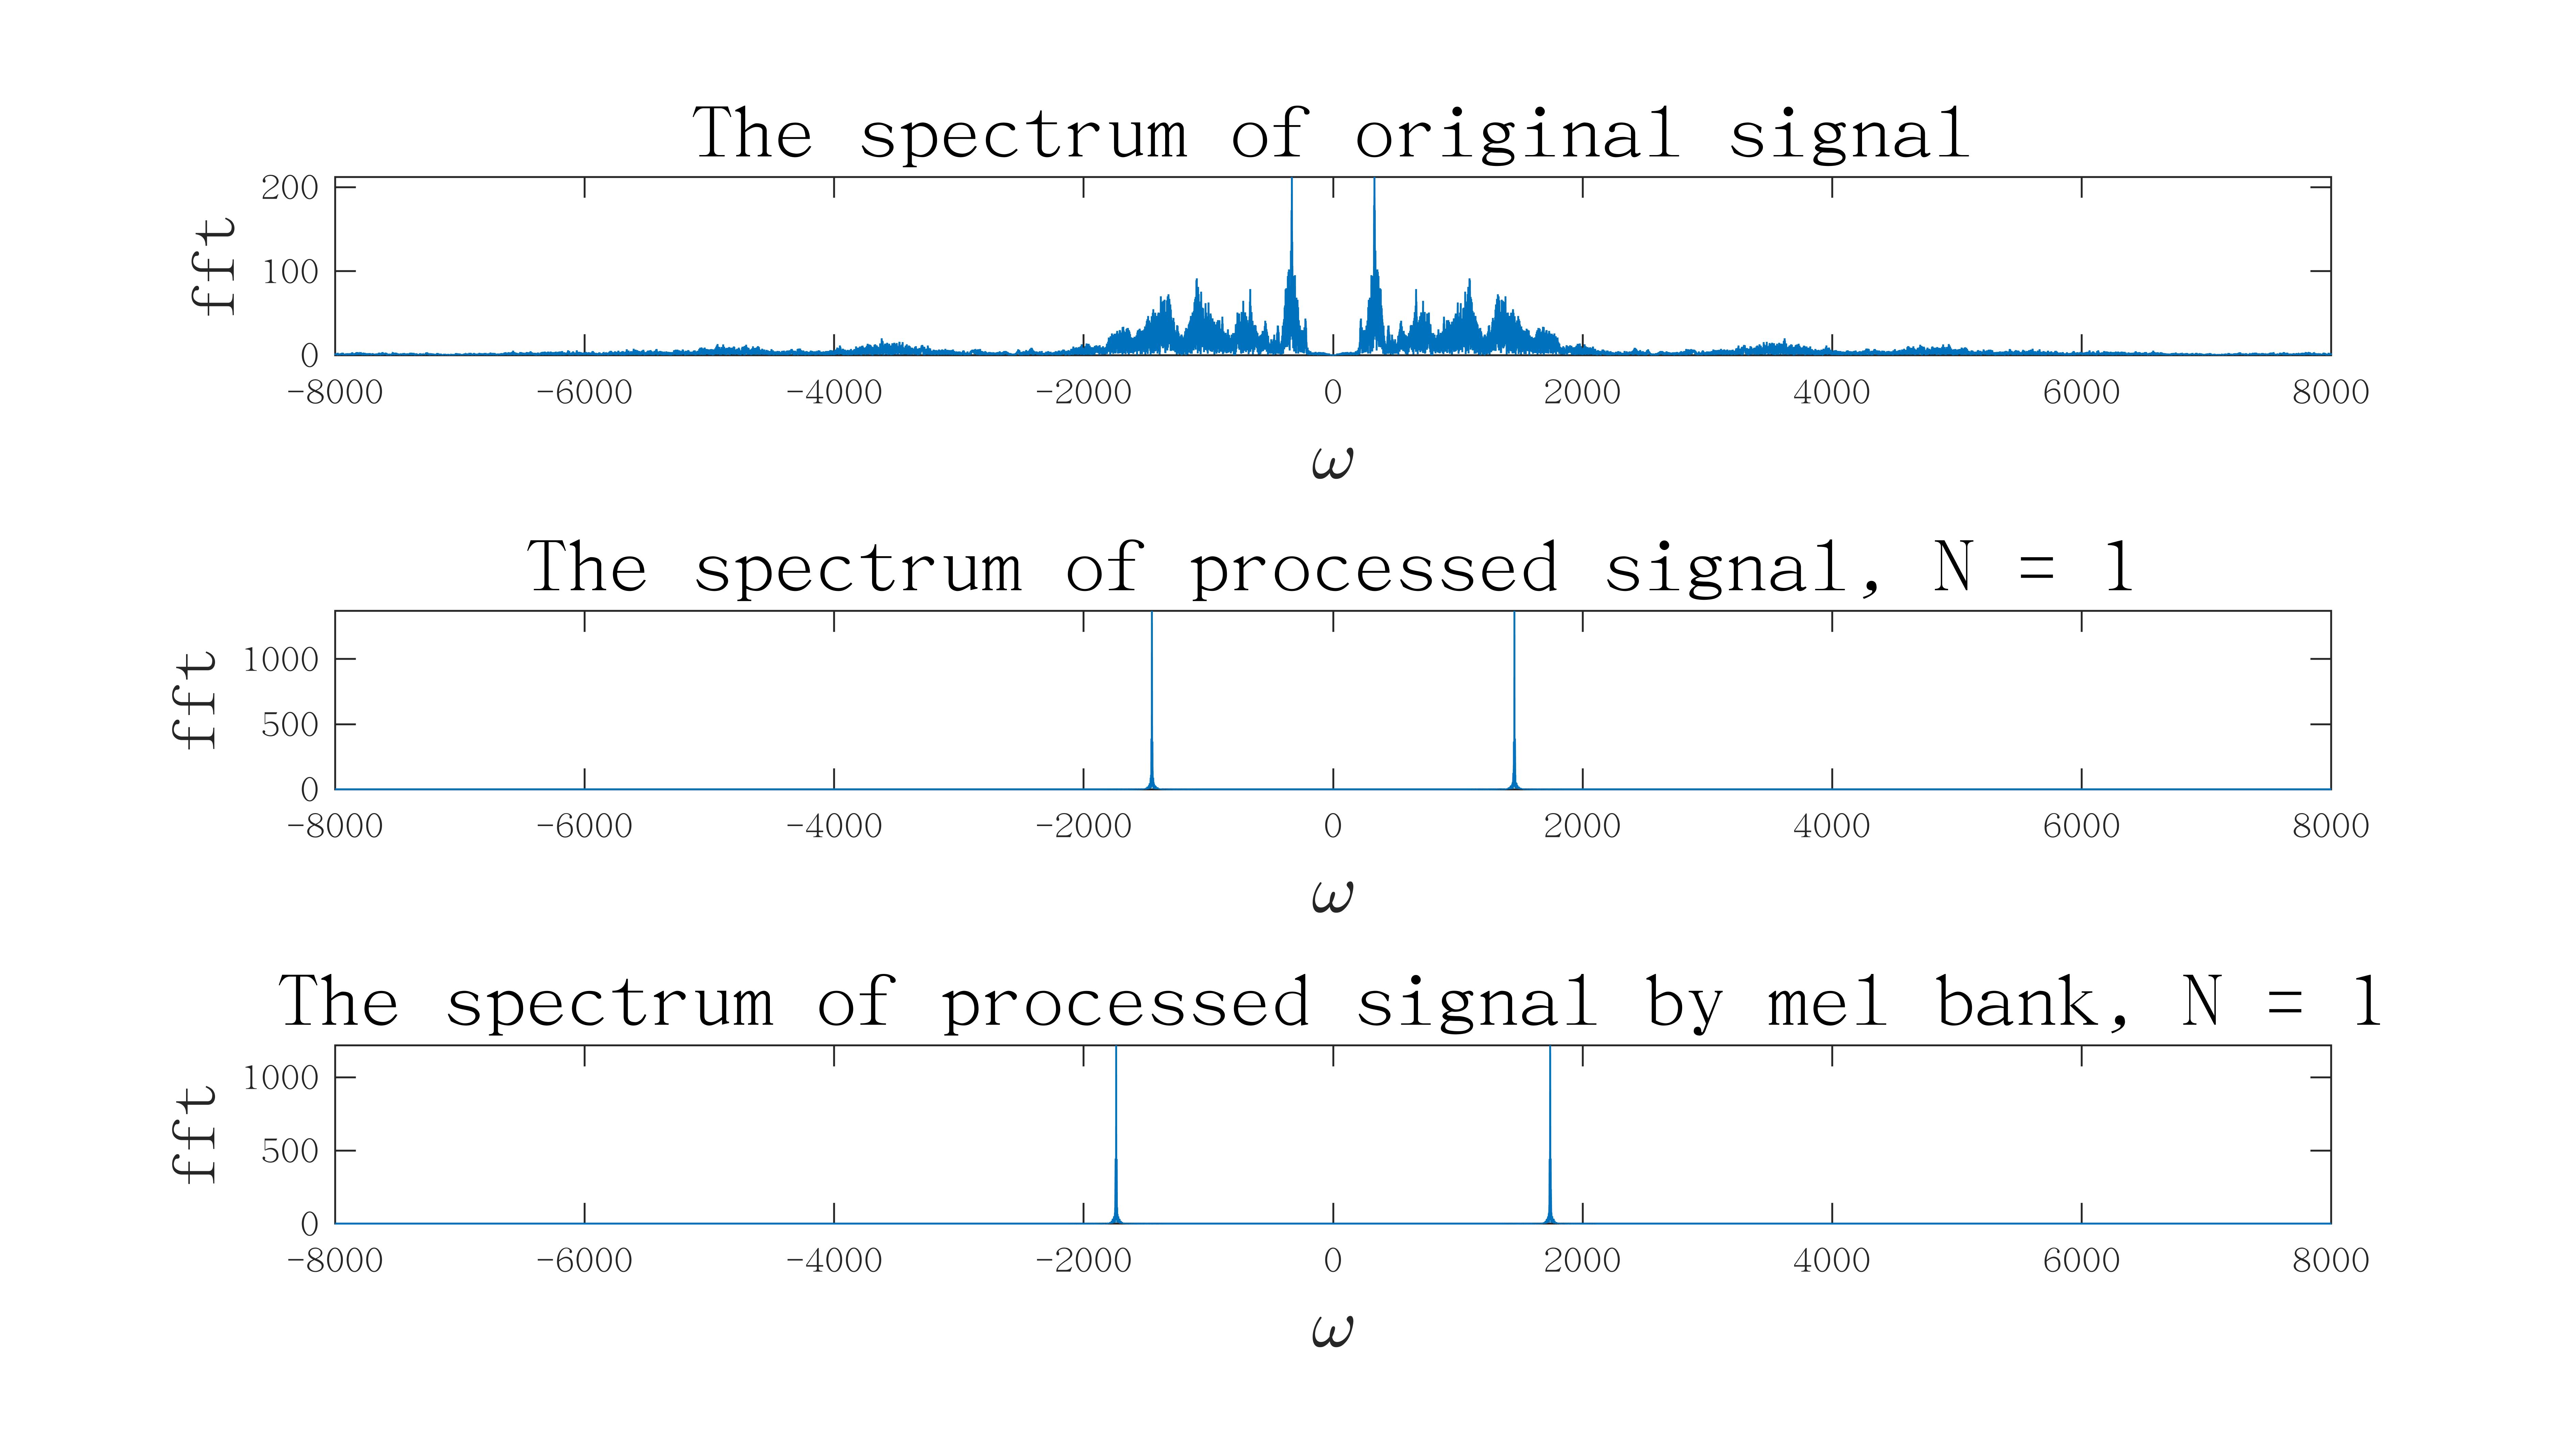 The spectrum of original signal
fft
200
100
0
-8000 -6000 -4000 -2000 0 2000 4000 6000 8000
ω
The spectrum of processed signal, N = 1
fft
1000
500
0
-8000 -6000 -4000 -2000 0 2000 4000 6000 8000
ω
The spectrum of processed signal by mel bank, N = 1
fft
1000
500
0
-8000 -6000 -4000 -2000 0 2000 4000 6000 8000
ω